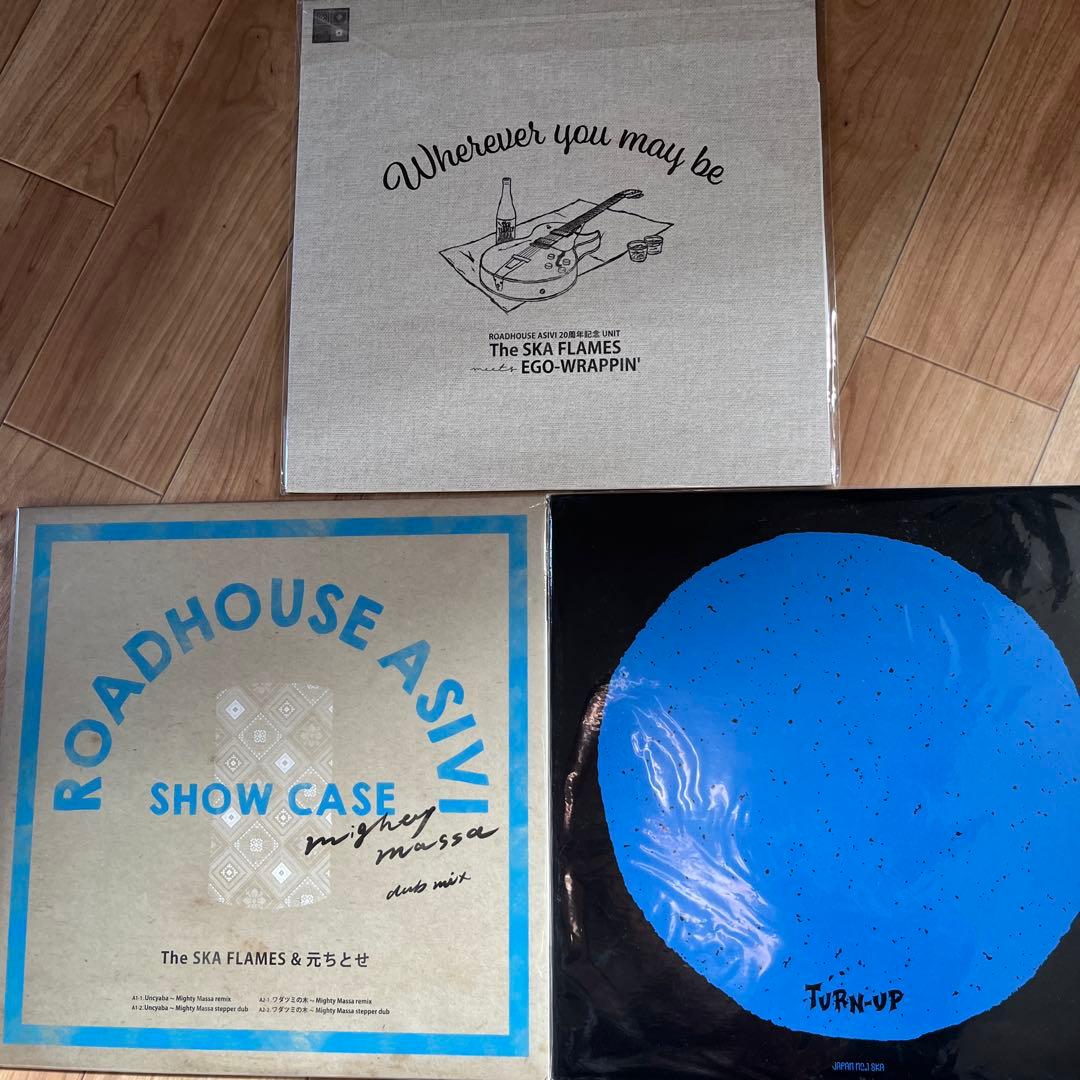 Wherever you may be
ROADHOUSE ASIVI 20周年記念 UNIT
The SKA FLAMES
meets EGO-WRAPPIN'
ROADHOUSE ASIVI
SHOW CASE
mighty
massa
dub mix
The SKA FLAMES & 元ちとせ
A1-1. Uncyaba ~ Mighty Massa remix
A2-1. ワダツミの木 ~ Mighty Massa remix
A1-2. Uncyaba ~ Mighty Massa stepper dub
A2-2. ワダツミの木 ~ Mighty Massa stepper dub
TURN-UP
JAPAN NO.1 SKA